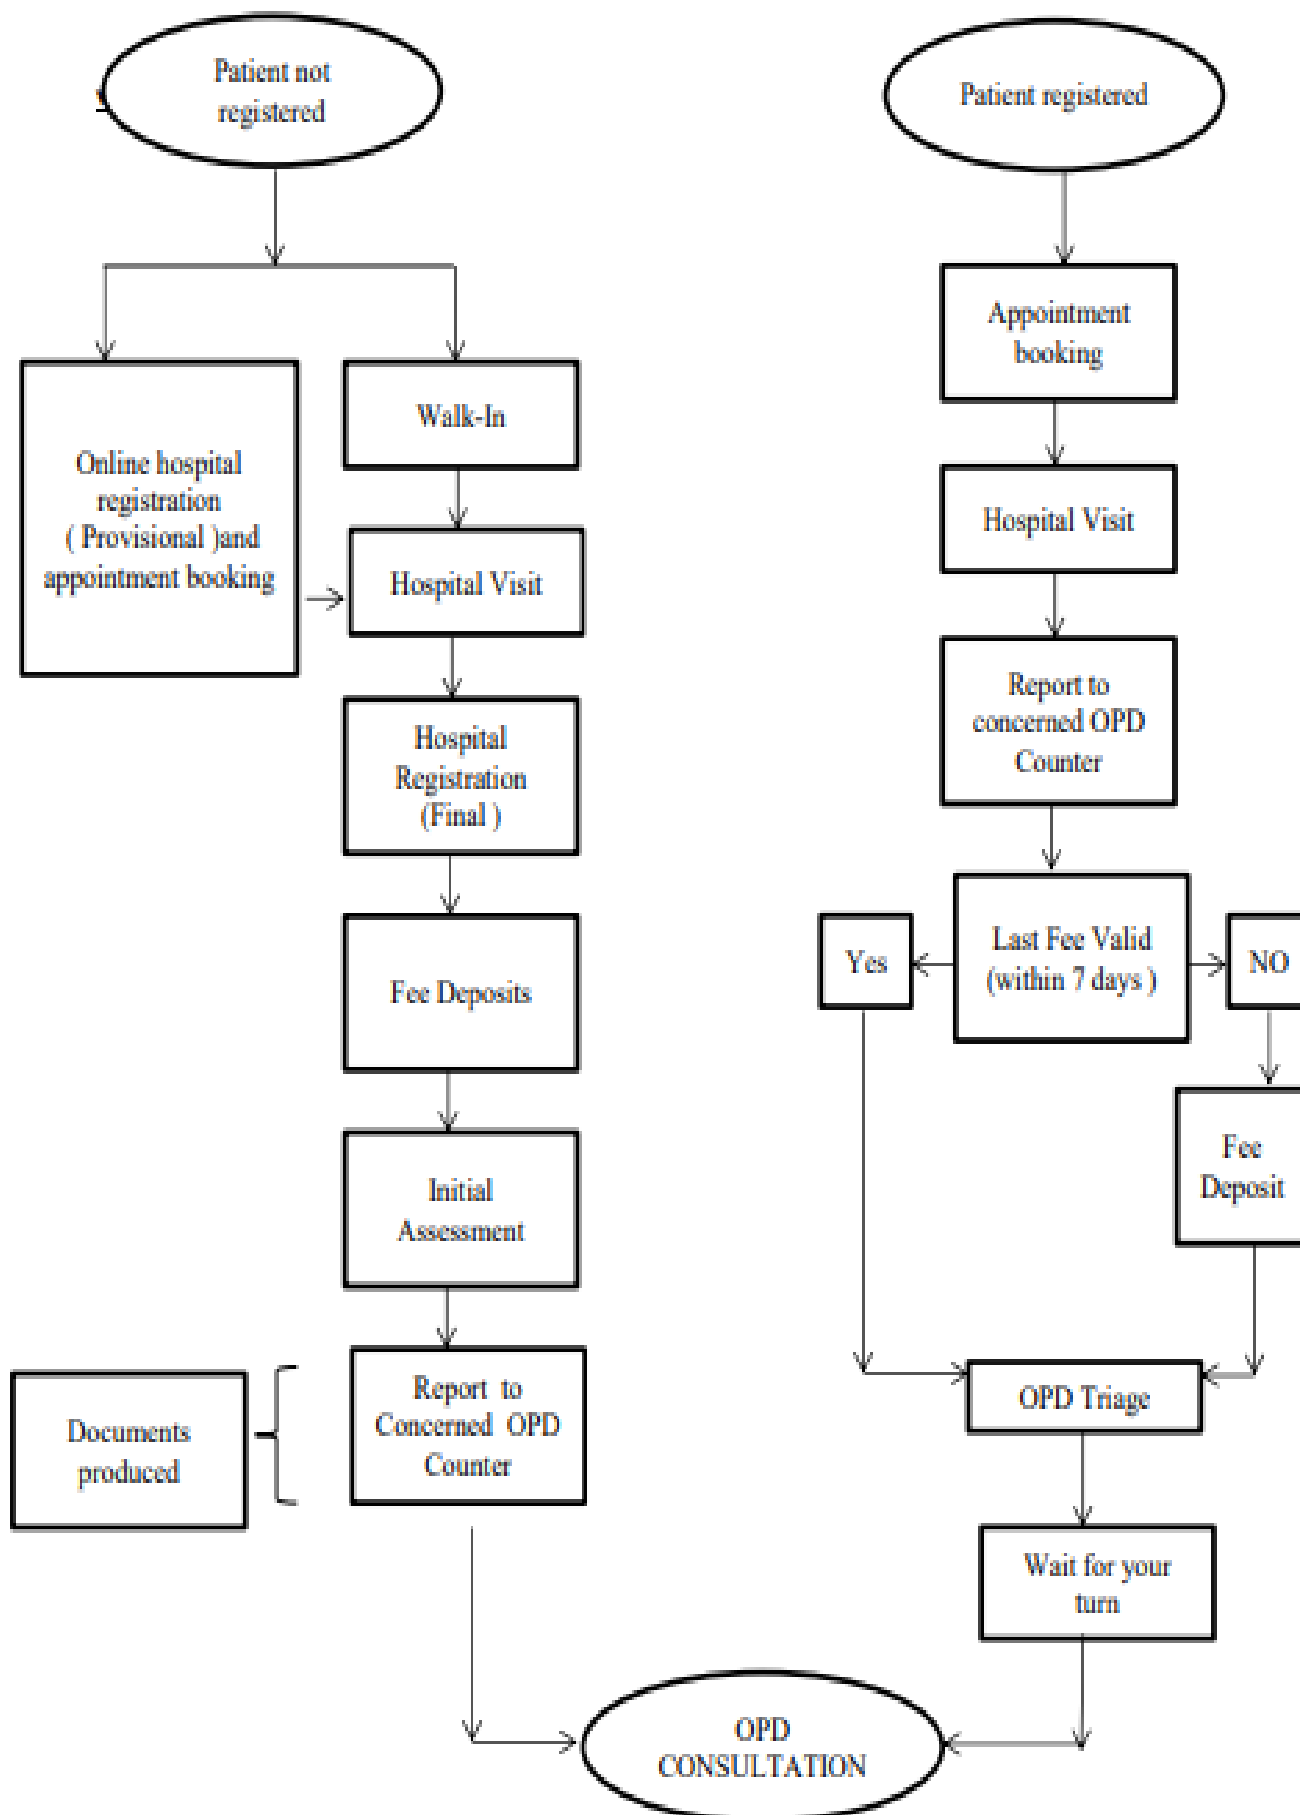 Patient not
registered
Online hospital
registration
( Provisional )and
appointment booking
Walk-In
Hospital Visit
Hospital
Registration
(Final )
Fee Deposits
Initial
Assessment
Report to
Concerned OPD
Counter
Documents
produced
Patient registered
Appointment
booking
Hospital Visit
Report to
concerned OPD
Counter
Last Fee Valid
(within 7 days )
Yes
NO
Fee
Deposit
OPD Triage
Wait for your
turn
OPD
CONSULTATION